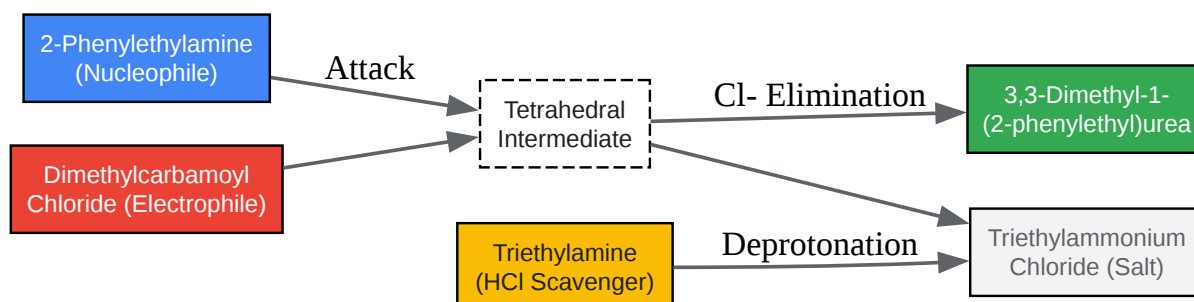 2-Phenylethylamine
(Nucleophile)
Attack
Tetrahedral
Intermediate
Cl- Elimination
3,3-Dimethyl-1-
(2-phenylethyl)urea
Dimethylcarbamoyl
Chloride (Electrophile)
Triethylamine
(HCl Scavenger)
Deprotonation
Triethylammonium
Chloride (Salt)